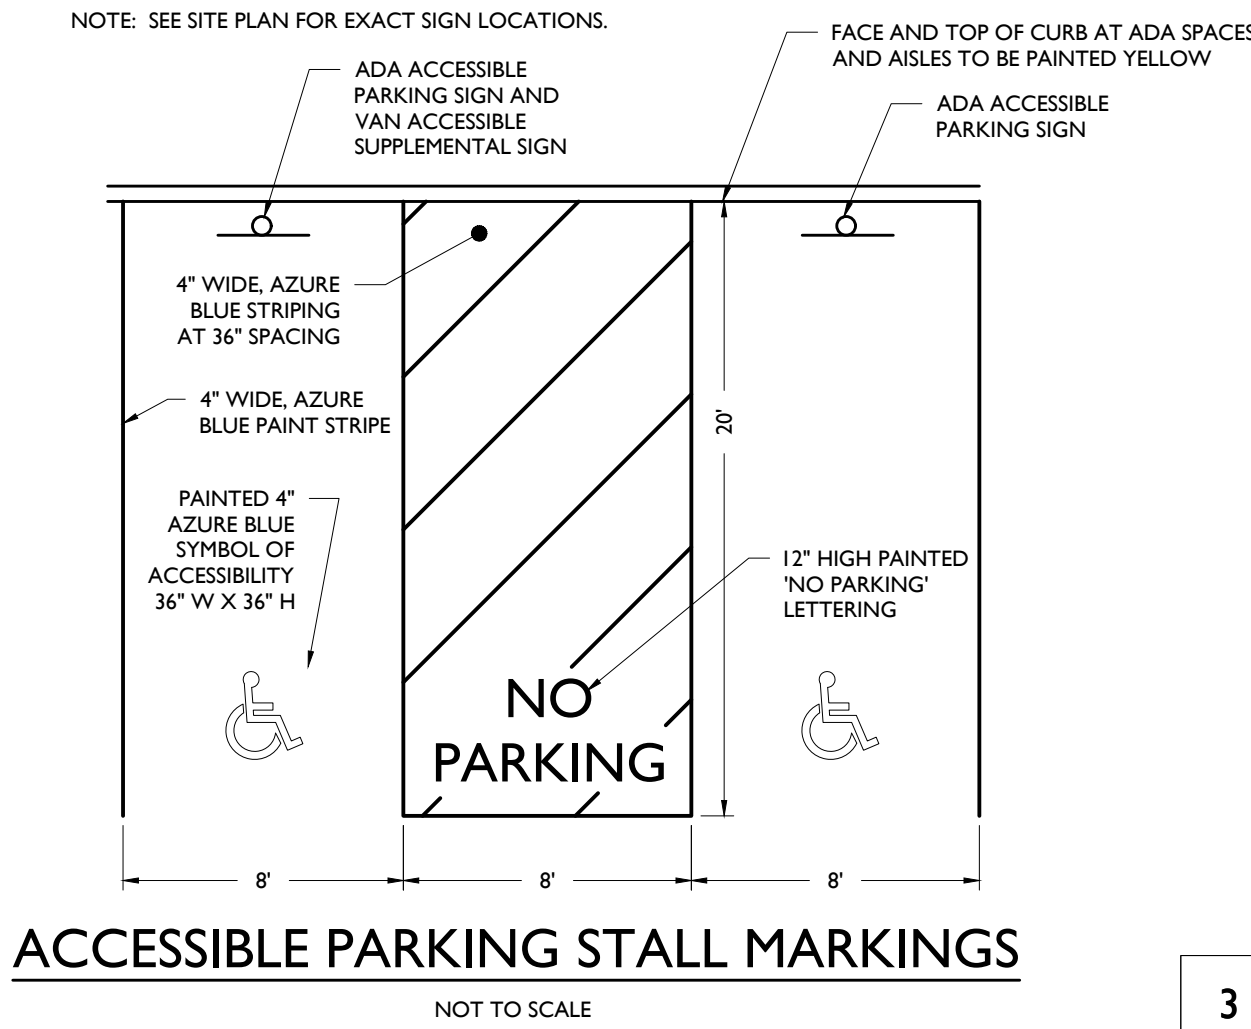 NOTE: SEE SITE PLAN FOR EXACT SIGN LOCATIONS.
FACE AND TOP OF CURB AT ADA SPACES
AND AISLES TO BE PAINTED YELLOW
ADA ACCESSIBLE
PARKING SIGN AND
VAN ACCESSIBLE
SUPPLEMENTAL SIGN
ADA ACCESSIBLE
PARKING SIGN
4" WIDE, AZURE
BLUE STRIPING
AT 36" SPACING
4" WIDE, AZURE
BLUE PAINT STRIPE
20'
PAINTED 4"
AZURE BLUE
SYMBOL OF
ACCESSIBILITY
36" W X 36" H
12" HIGH PAINTED
'NO PARKING'
LETTERING
NO
PARKING
8'
8'
8'
ACCESSIBLE PARKING STALL MARKINGS
NOT TO SCALE
3